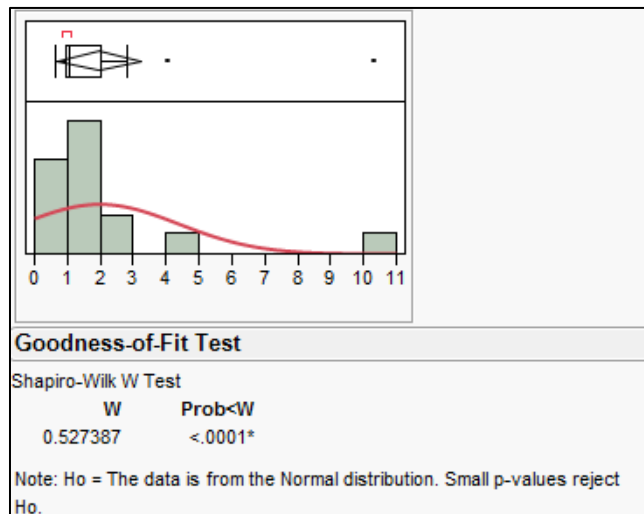 0 1 2 3 4 5 6 7 8 9 10 11
Goodness-of-Fit Test
Shapiro-Wilk W Test
W Prob<W
0.527387 <.0001*
Note: Ho = The data is from the Normal distribution. Small p-values reject
Ho.